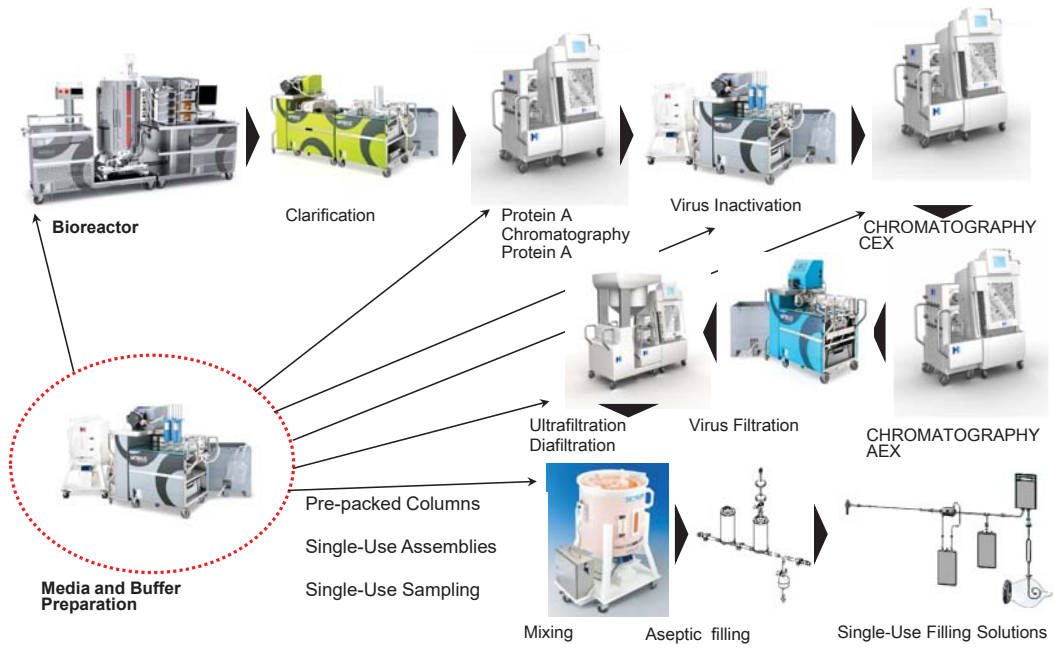 Bioreactor
Clarification
Protein A
Chromatography
Protein A
Virus Inactivation
CHROMATOGRAPHY
CEX
Ultrafiltration
Diafiltration
Virus Filtration
CHROMATOGRAPHY
AEX
Media and Buffer
Preparation
Pre-packed Columns
Single-Use Assemblies
Single-Use Sampling
Mixing
Aseptic filling
Single-Use Filling Solutions